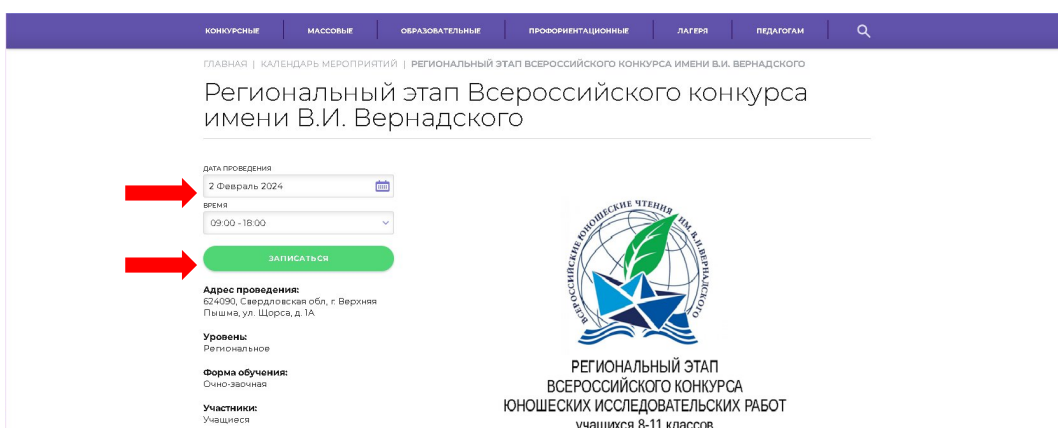 КОНКУРСНЫЕ МАССОВЫЕ ОБРАЗОВАТЕЛЬНЫЕ ПРОФОРИЕНТАЦИОННЫЕ ЛАГЕРЯ ПЕДАГОГАМ
ГЛАВНАЯ | КАЛЕНДАРЬ МЕРОПРИЯТИЙ | РЕГИОНАЛЬНЫЙ ЭТАП ВСЕРОССИЙСКОГО КОНКУРСА ИМЕНИ В.И. ВЕРНАДСКОГО
Региональный этап Всероссийского конкурса
имени В.И. Вернадского
ДАТА ПРОВЕДЕНИЯ
2 Февраль 2024
ВРЕМЯ
09:00 - 18:00
ЗАПИСАТЬСЯ
Адрес проведения:
624090, Свердловская обл, г. Верхняя
Пышма, ул. Щорса, д. 1А
Уровень:
Региональное
Форма обучения:
Очно-заочная
Участники:
Учащиеся
ВСЕРОССИЙСКИЕ ЮНОШЕСКИЕ ЧТЕНИЯ ИМ. В.И.ВЕРНАДСКОГО
РЕГИОНАЛЬНЫЙ ЭТАП
ВСЕРОССИЙСКОГО КОНКУРСА
ЮНОШЕСКИХ ИССЛЕДОВАТЕЛЬСКИХ РАБОТ
учащихся 8-11 классов